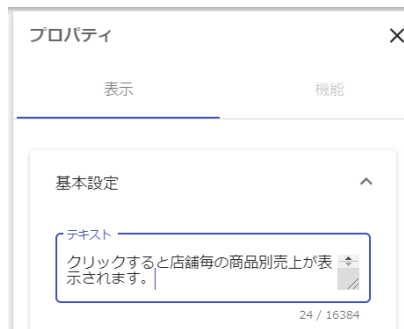 プロパティ
表示 機能
基本設定
テキスト
クリックすると店舗毎の商品別売上が表
示されます。
24 / 16384